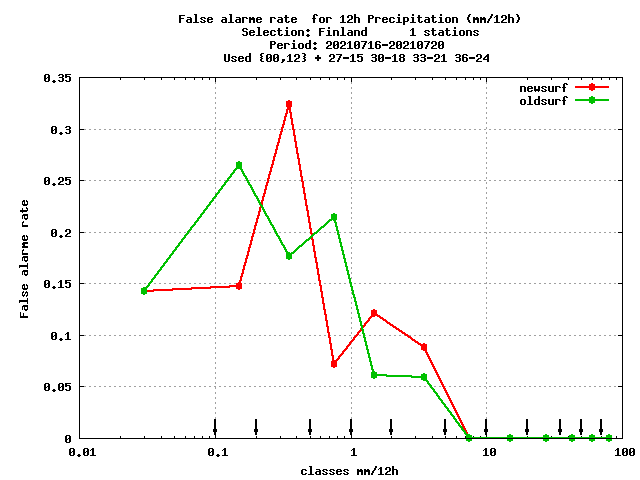 False alarme rate  for 12h Precipitation (mm/12h)
Selection: Finland      1 stations
Period: 20210716-20210720
Used {00,12} + 27-15 30-18 33-21 36-24
newsurf
oldsurf
0.35
0.3
0.25
0.2
0.15
0.1
0.05
0
False alarme rate
0.01 0.1 1 10 100
classes mm/12h